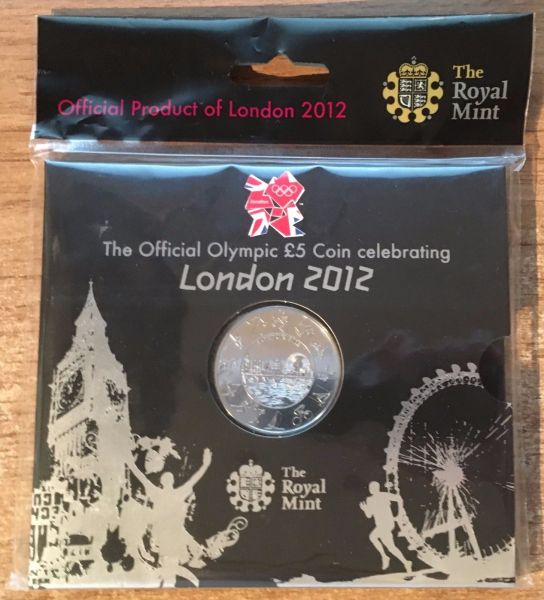 Official Product of London 2012
The
Royal
Mint
The Official Olympic £5 Coin celebrating
London 2012
The
Royal
Mint